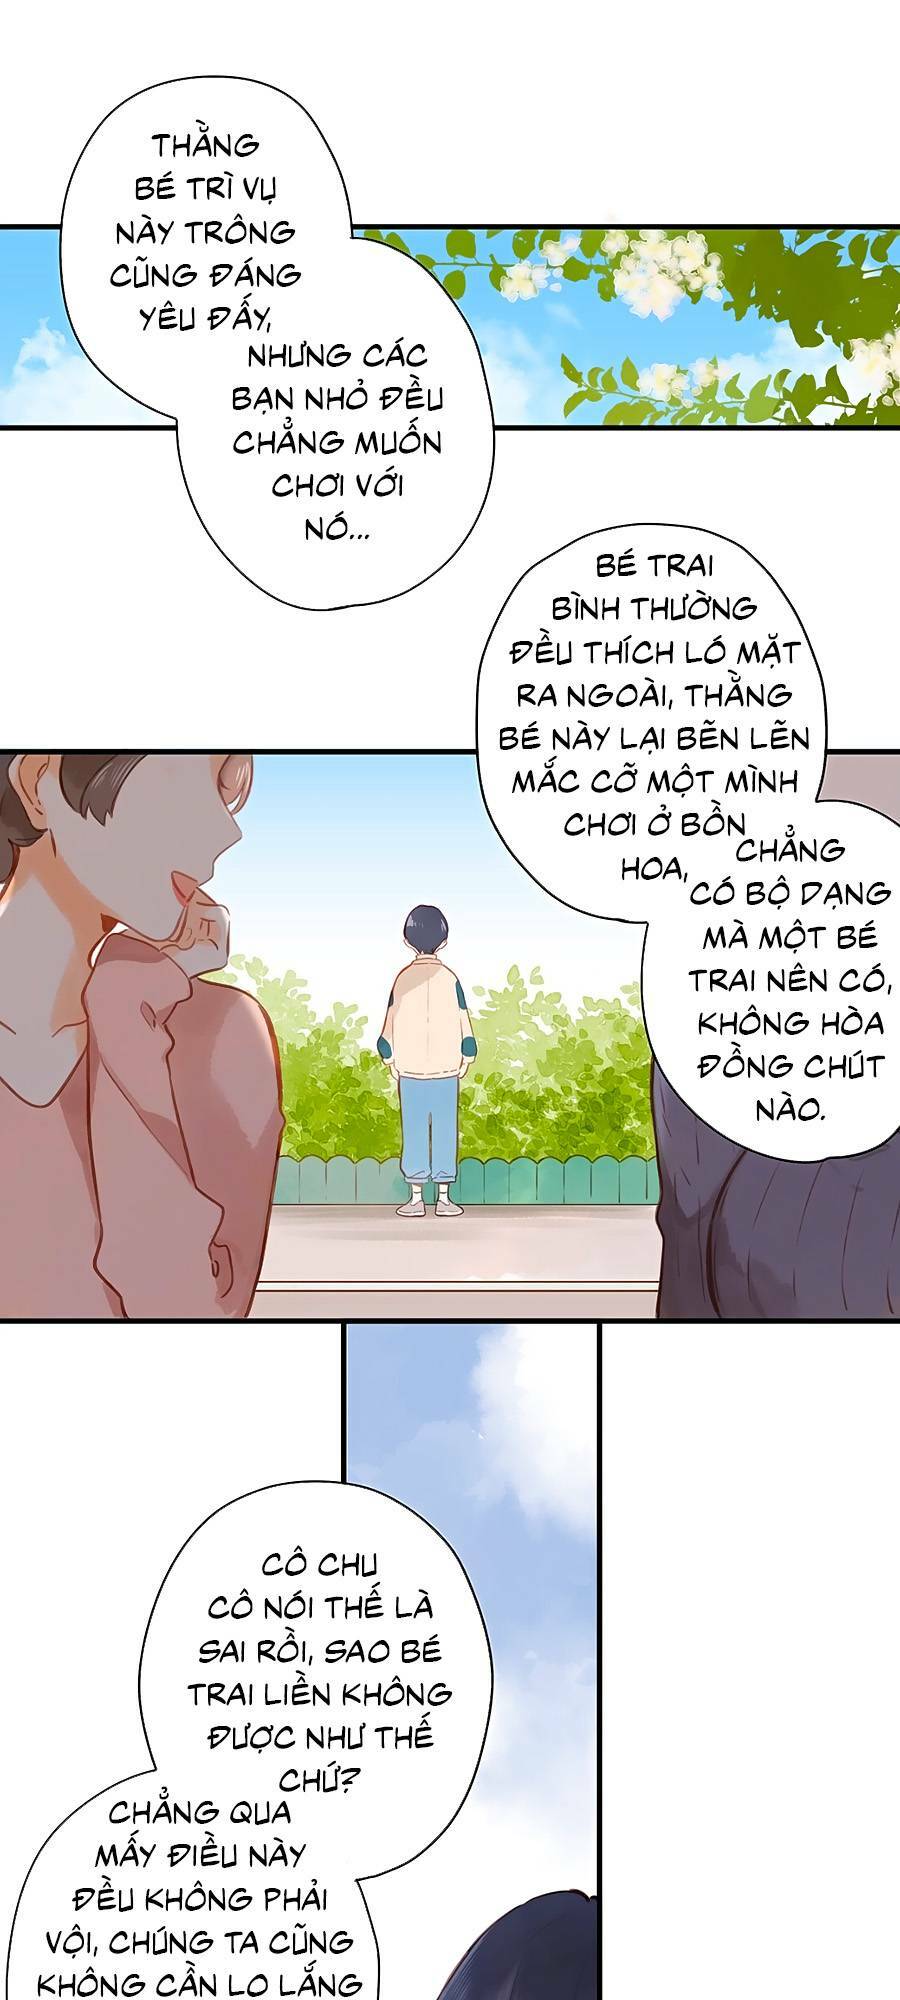 THẰNG
BÉ TRÌ VỤ
NÀY TRÔNG
CŨNG ĐÁNG
YÊU ĐẤY,
NHƯNG CÁC
BẠN NHỎ ĐỀU
CHẲNG MUỐN
CHƠI VỚI
NÓ...
BÉ TRAI
BÌNH THƯỜNG
ĐỀU THÍCH LÓ MẶT
RA NGOÀI, THẰNG
BÉ NÀY LẠI BẼN LẼN
MẮC CỠ MỘT MÌNH
CHƠI Ở BỒN
HOA,
CHẲNG
CÓ BỘ DẠNG
MÀ MỘT BÉ
TRAI NÊN CÓ,
KHÔNG HÒA
ĐỒNG CHÚT
NÀO.
CÔ CHU
CÔ NÓI THẾ LÀ
SAI RỒI, SAO BÉ
TRAI LIỀN KHÔNG
ĐƯỢC NHƯ THẾ
CHỨ?
CHẲNG QUA
MẤY ĐIỀU NÀY
ĐỀU KHÔNG PHẢI
VỘI, CHÚNG TA CŨNG
KHÔNG CẦN LO LẮNG